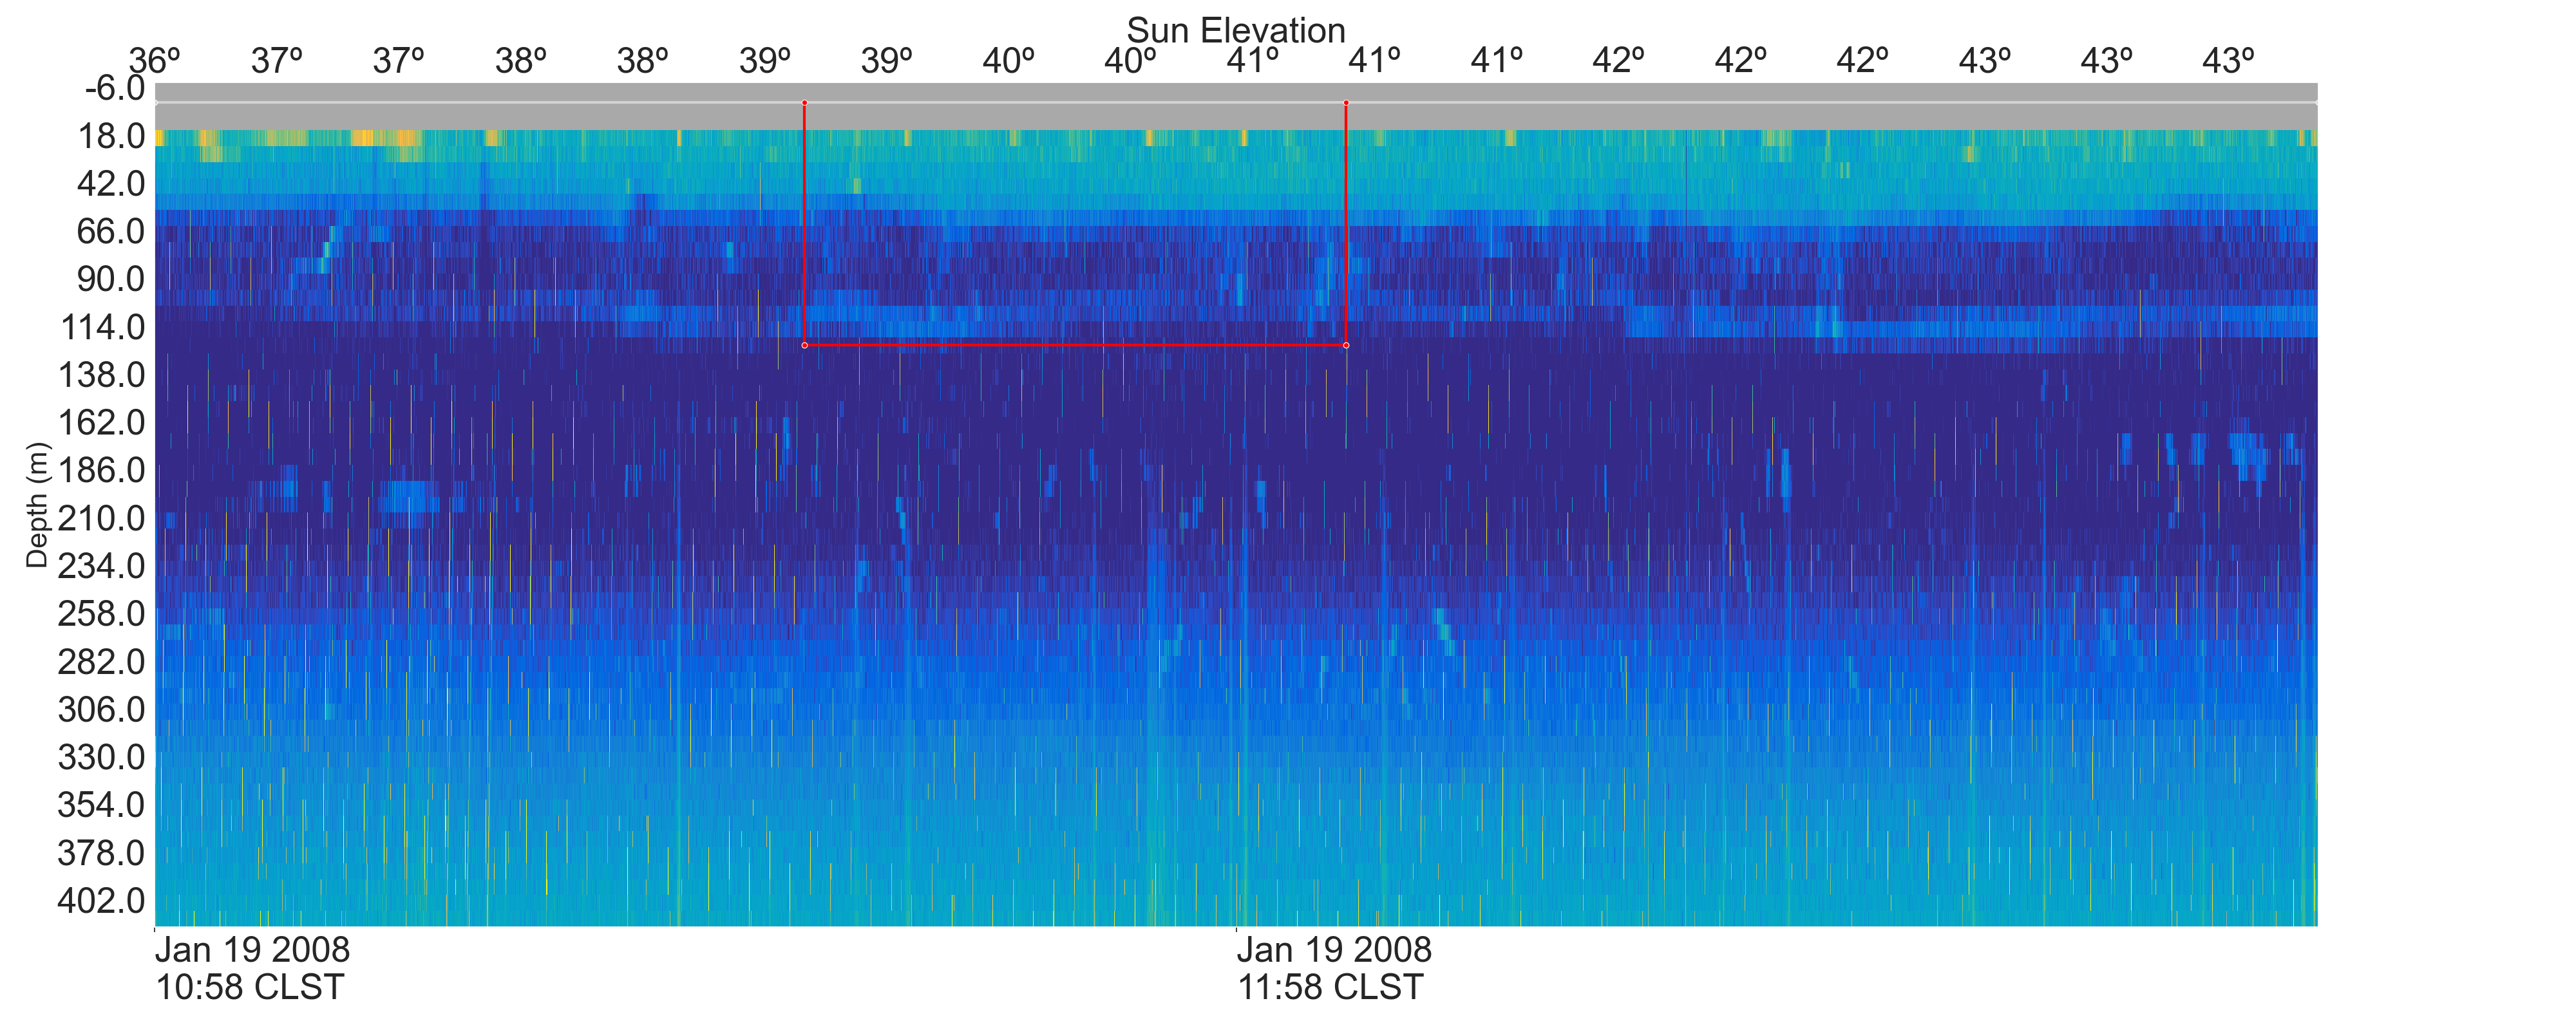 Sun Elevation
36º 37º 37º 38º 38º 39º 39º 40º 40º 41º 41º 41º 42º 42º 42º 43º 43º 43º
-6.0
18.0
42.0
66.0
90.0
114.0
138.0
162.0
186.0
210.0
234.0
258.0
282.0
306.0
330.0
354.0
378.0
402.0
Depth (m)
Jan 19 2008
10:58 CLST
Jan 19 2008
11:58 CLST